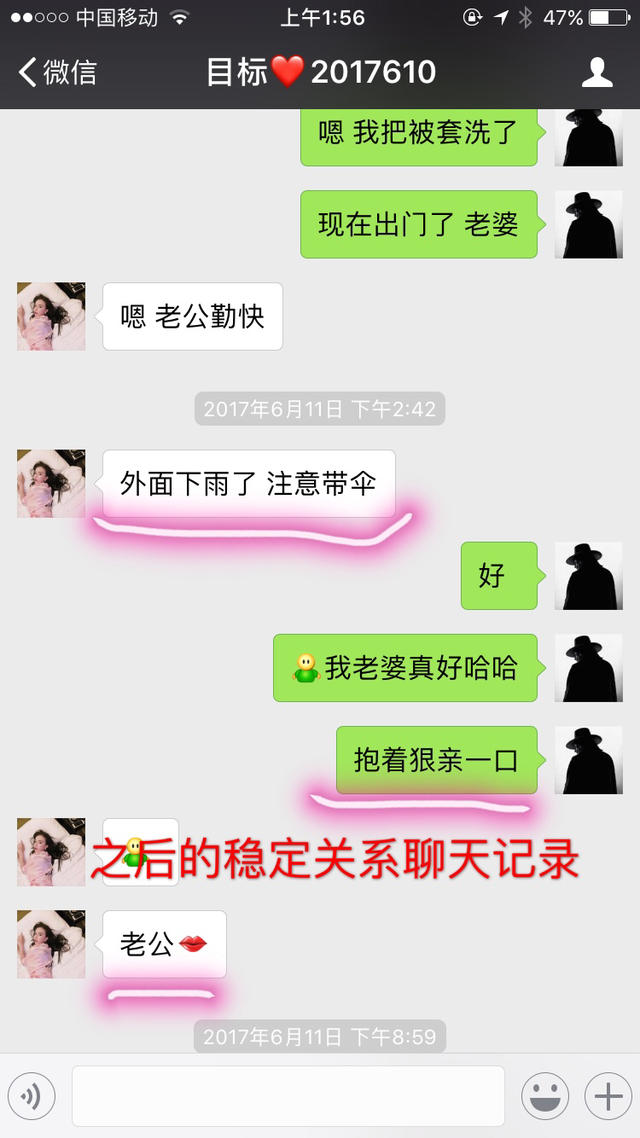 中国移动 上午1:56 47%
微信 目标❤️2017610
嗯 我把被套洗了
现在出门了 老婆
嗯 老公勤快
2017年6月11日 下午2:42
外面下雨了 注意带伞
好
我老婆真好哈哈
抱着狠亲一口
之后的稳定关系聊天记录
老公💋
2017年6月11日 下午8:59